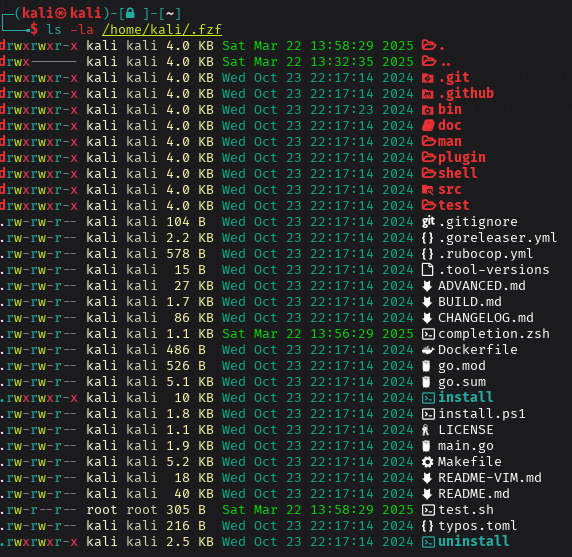 (kali㉿kali)-[ ]-[~]
$ ls -la /home/kali/.fzf
drwxrwxr-x kali kali 4.0 KB Sat Mar 22 13:58:29 2025 .
drwx------ kali kali 4.0 KB Sat Mar 22 13:32:35 2025 ..
drwxrwxr-x kali kali 4.0 KB Wed Oct 23 22:17:14 2024 .git
drwxrwxr-x kali kali 4.0 KB Wed Oct 23 22:17:14 2024 .github
drwxrwxr-x kali kali 4.0 KB Wed Oct 23 22:17:23 2024 bin
drwxrwxr-x kali kali 4.0 KB Wed Oct 23 22:17:14 2024 doc
drwxrwxr-x kali kali 4.0 KB Wed Oct 23 22:17:14 2024 man
drwxrwxr-x kali kali 4.0 KB Wed Oct 23 22:17:14 2024 plugin
drwxrwxr-x kali kali 4.0 KB Wed Oct 23 22:17:14 2024 shell
drwxrwxr-x kali kali 4.0 KB Wed Oct 23 22:17:14 2024 src
drwxrwxr-x kali kali 4.0 KB Wed Oct 23 22:17:14 2024 test
.rw-rw-r-- kali kali 104 B Wed Oct 23 22:17:14 2024 git .gitignore
.rw-rw-r-- kali kali 2.2 KB Wed Oct 23 22:17:14 2024 {} .goreleaser.yml
.rw-rw-r-- kali kali 578 B Wed Oct 23 22:17:14 2024 {} .rubocop.yml
.rw-rw-r-- kali kali 15 B Wed Oct 23 22:17:14 2024 .tool-versions
.rw-rw-r-- kali kali 27 KB Wed Oct 23 22:17:14 2024 ADVANCED.md
.rw-rw-r-- kali kali 1.7 KB Wed Oct 23 22:17:14 2024 BUILD.md
.rw-rw-r-- kali kali 86 KB Wed Oct 23 22:17:14 2024 CHANGELOG.md
.rw-rw-r-- kali kali 1.1 KB Sat Mar 22 13:56:29 2025 completion.zsh
.rw-rw-r-- kali kali 486 B Wed Oct 23 22:17:14 2024 Dockerfile
.rw-rw-r-- kali kali 526 B Wed Oct 23 22:17:14 2024 go.mod
.rw-rw-r-- kali kali 5.1 KB Wed Oct 23 22:17:14 2024 go.sum
.rwxrwxr-x kali kali 10 KB Wed Oct 23 22:17:14 2024 install
.rw-rw-r-- kali kali 1.8 KB Wed Oct 23 22:17:14 2024 install.ps1
.rw-rw-r-- kali kali 1.1 KB Wed Oct 23 22:17:14 2024 LICENSE
.rw-rw-r-- kali kali 1.9 KB Wed Oct 23 22:17:14 2024 main.go
.rw-rw-r-- kali kali 5.2 KB Wed Oct 23 22:17:14 2024 Makefile
.rw-rw-r-- kali kali 18 KB Wed Oct 23 22:17:14 2024 README-VIM.md
.rw-rw-r-- kali kali 40 KB Wed Oct 23 22:17:14 2024 README.md
.rw-r--r-- root root 305 B Sat Mar 22 13:58:29 2025 test.sh
.rw-rw-r-- kali kali 216 B Wed Oct 23 22:17:14 2024 {} typos.toml
.rwxrwxr-x kali kali 2.5 KB Wed Oct 23 22:17:14 2024 uninstall